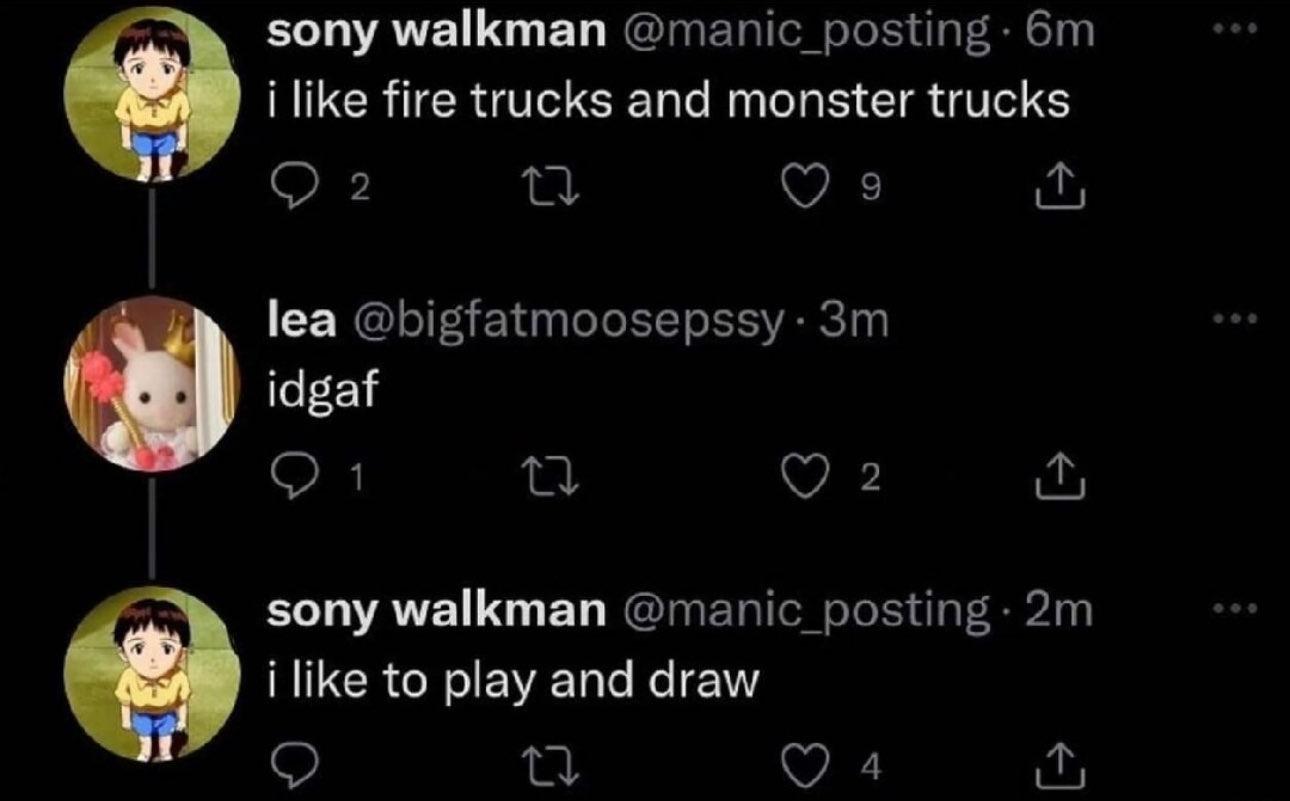 sony walkman @manic_posting · 6m
i like fire trucks and monster trucks
2 9
lea @bigfatmoosepssy · 3m
idgaf
1 2
sony walkman @manic_posting · 2m
i like to play and draw
4